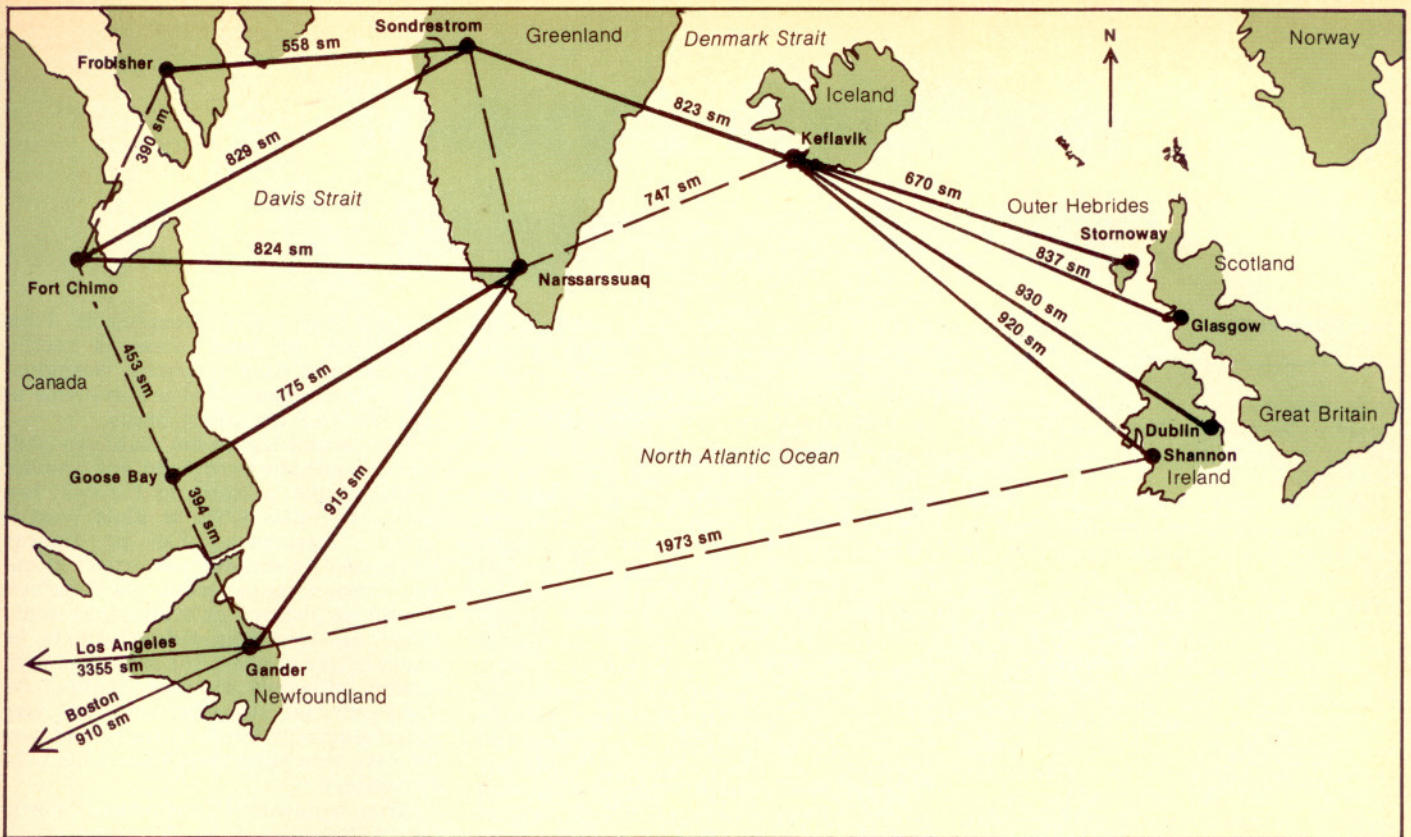 Sondrestrom
Greenland
Denmark Strait
N
Norway
558 sm
Frobisher
Iceland
823 sm
Keflavik
390 sm
829 sm
Davis Strait
747 sm
670 sm
Outer Hebrides
Stornoway
837 sm
Scotland
824 sm
Fort Chimo
Narssarssuaq
930 sm
920 sm
Glasgow
453 sm
Canada
775 sm
Great Britain
Dublin
North Atlantic Ocean
Shannon
Ireland
Goose Bay
394 sm
915 sm
1973 sm
Los Angeles
3355 sm
Gander
Newfoundland
Boston
910 sm